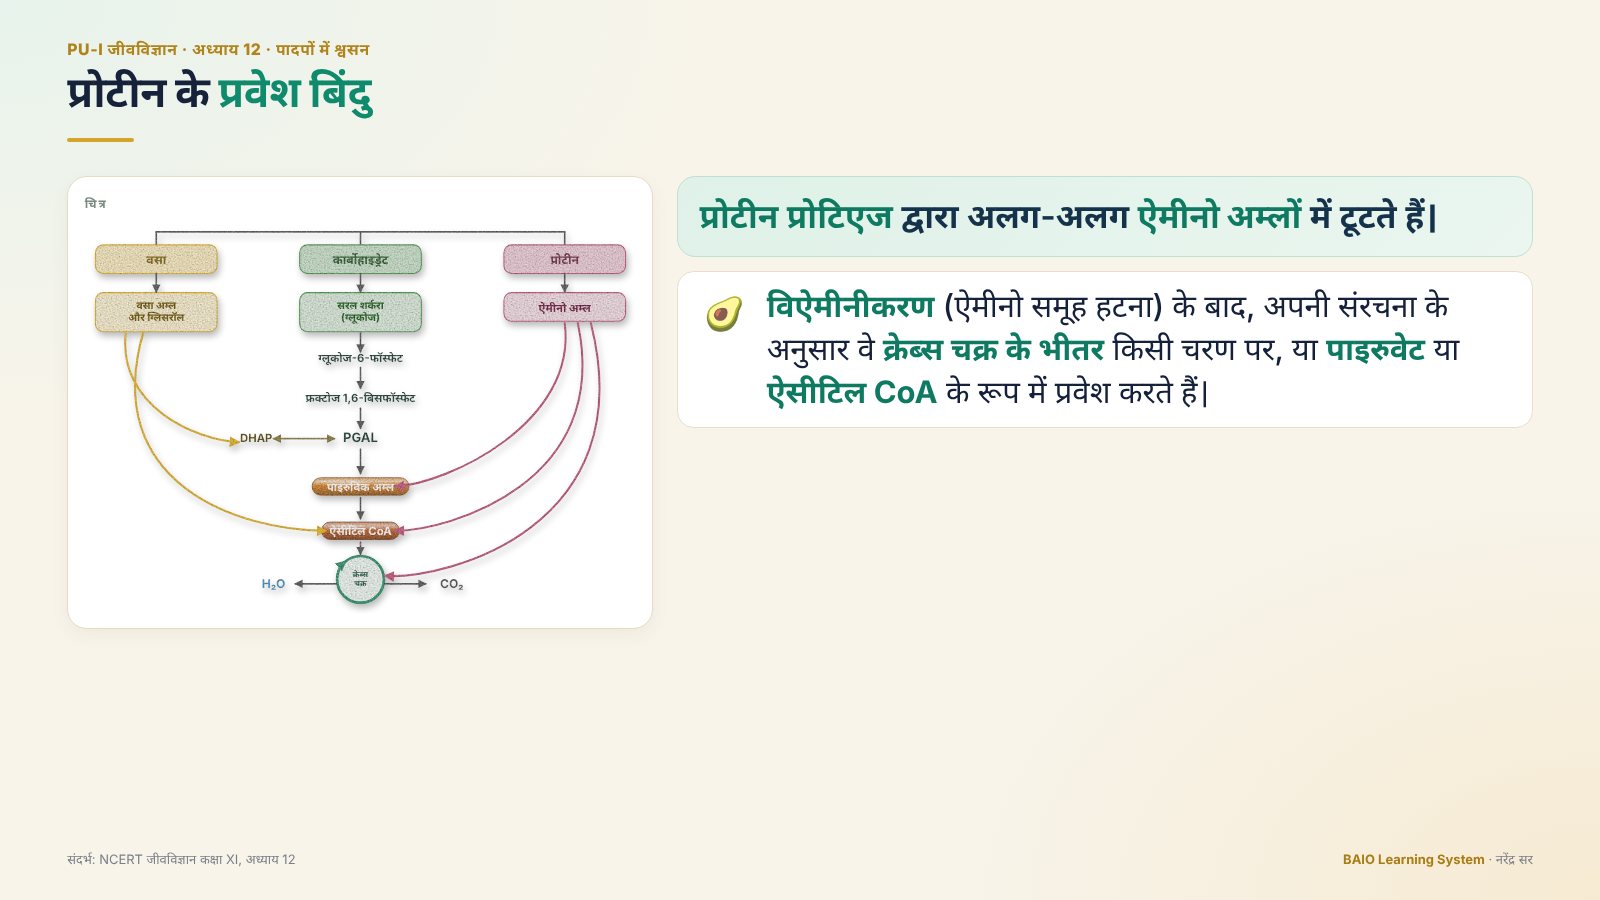 PU-I जीवविज्ञान · अध्याय 12 · पादपों में श्वसन
प्रोटीन के प्रवेश बिंदु
चित्र
वसा
कार्बोहाइड्रेट
प्रोटीन
वसा अम्ल
और ग्लिसरॉल
सरल शर्करा
(ग्लूकोज)
ऐमीनो अम्ल
ग्लूकोज-6-फॉस्फेट
फ्रक्टोज 1,6-बिसफॉस्फेट
DHAP
PGAL
पाइरुविक अम्ल
ऐसीटिल CoA
क्रेब्स
चक्र
H₂O
CO₂
प्रोटीन प्रोटिएज द्वारा अलग-अलग ऐमीनो अम्लों में टूटते हैं|
विऐमीनीकरण (ऐमीनो समूह हटना) के बाद, अपनी संरचना के
अनुसार वे क्रेब्स चक्र के भीतर किसी चरण पर, या पाइरुवेट या
ऐसीटिल CoA के रूप में प्रवेश करते हैं|
संदर्भ: NCERT जीवविज्ञान कक्षा XI, अध्याय 12
BAIO Learning System · नरेंद्र सर